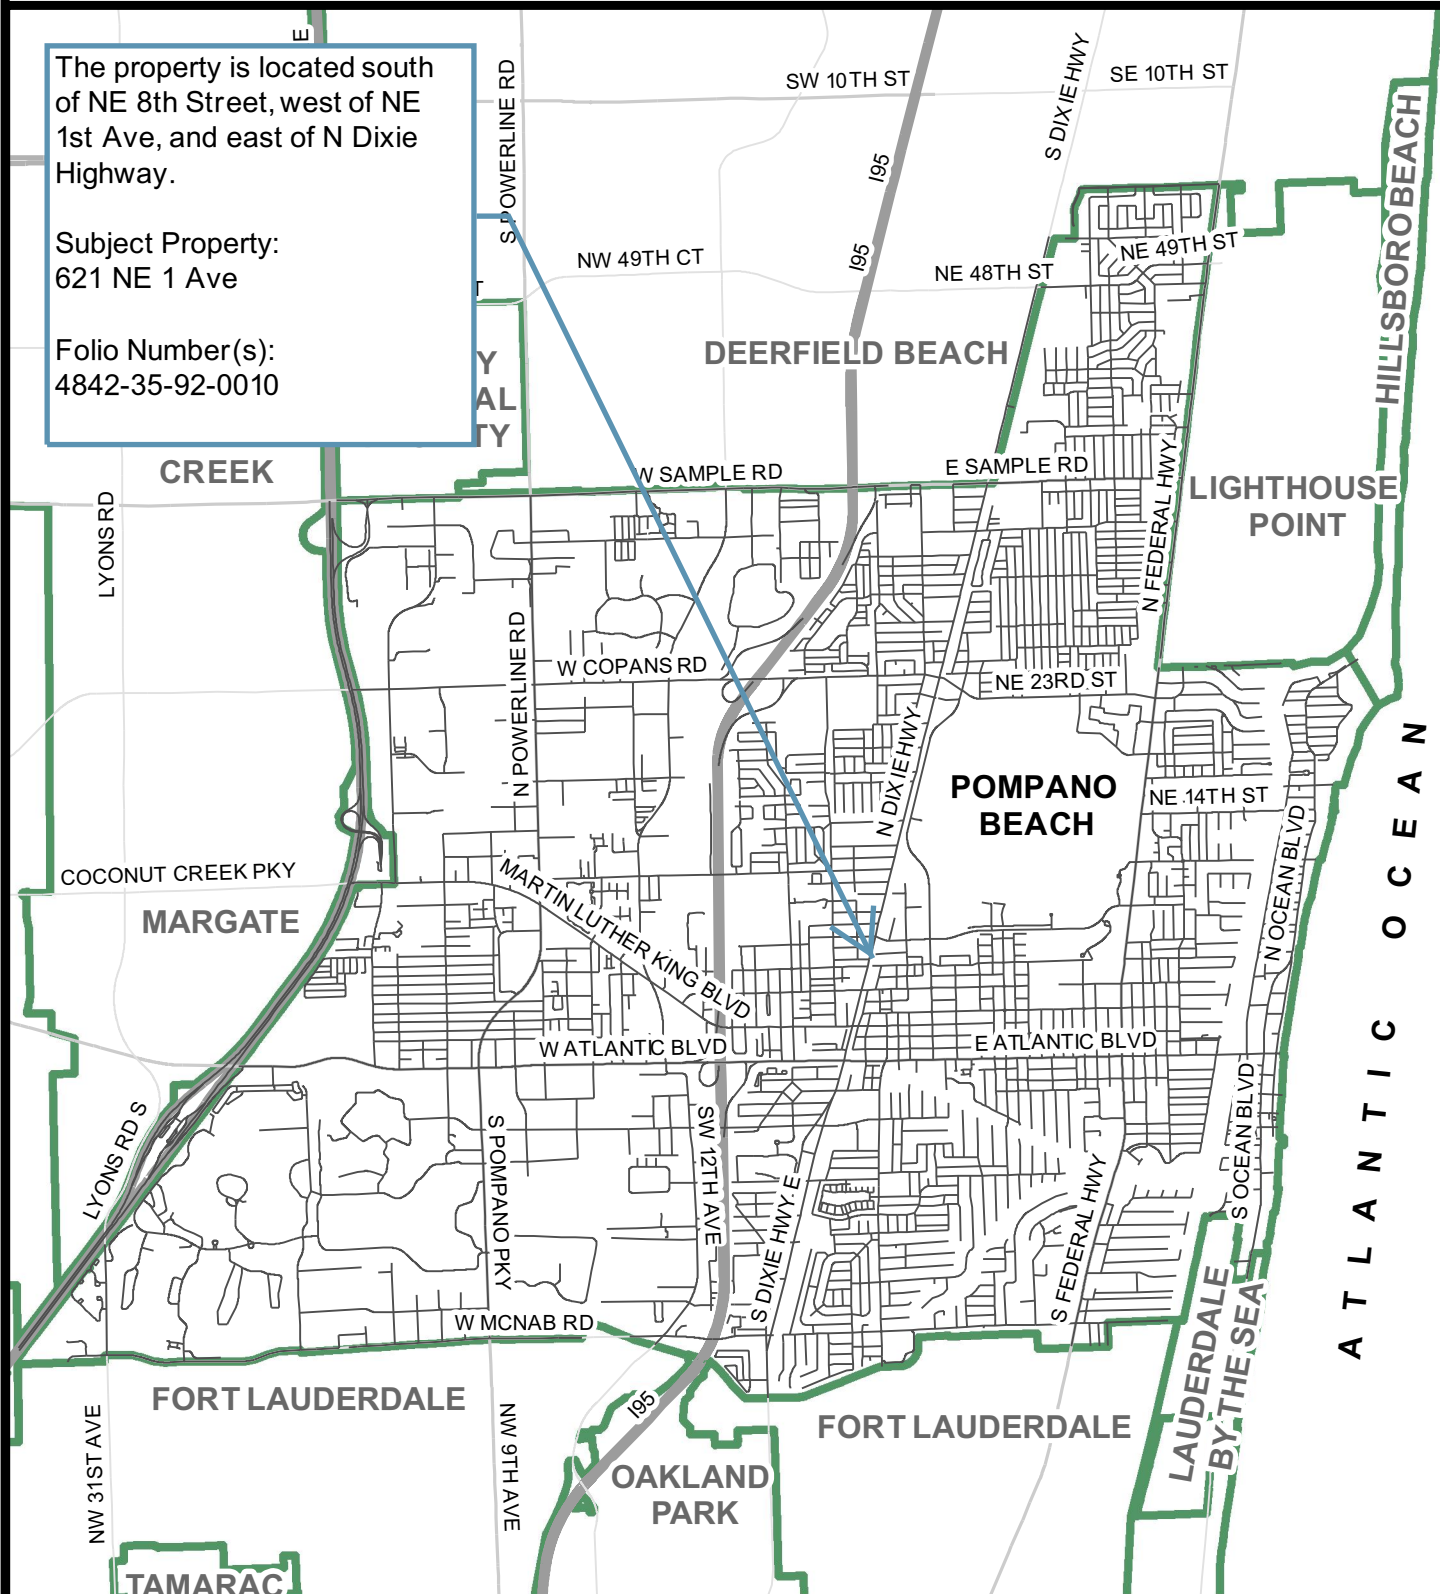 E
The property is located south
of NE 8th Street, west of NE
1st Ave, and east of N Dixie
Highway.
Subject Property:
621 NE 1 Ave
Folio Number(s):
4842-35-92-0010
S POWERLINE RD
SW 10TH ST
S DIXIE HWY
SE 10TH ST
I95
I95
HILLSBORO BEACH
NW 49TH CT
NE 48TH ST
NE 49TH ST
T
DEERFIELD BEACH
Y
AL
TY
CREEK
W SAMPLE RD
E SAMPLE RD
LIGHTHOUSE
POINT
LYONS RD
N FEDERAL HWY
N POWERLINE RD
W COPANS RD
NE 23RD ST
N DIXIE HWY
POMPANO
BEACH
NE 14TH ST
N OCEAN BLVD
ATLANTIC OCEAN
COCONUT CREEK PKY
MARGATE
MARTIN LUTHER KING BLVD
W ATLANTIC BLVD
E ATLANTIC BLVD
LYONS RD S
S POMPANO PKY
SW 12TH AVE
S DIXIE HWY E
S FEDERAL HWY
S OCEAN BLVD
W MCNAB RD
FORT LAUDERDALE
FORT LAUDERDALE
LAUDERDALE
BY THE SEA
NW 31ST AVE
NW 9TH AVE
I95
OAKLAND
PARK
TAMARAC